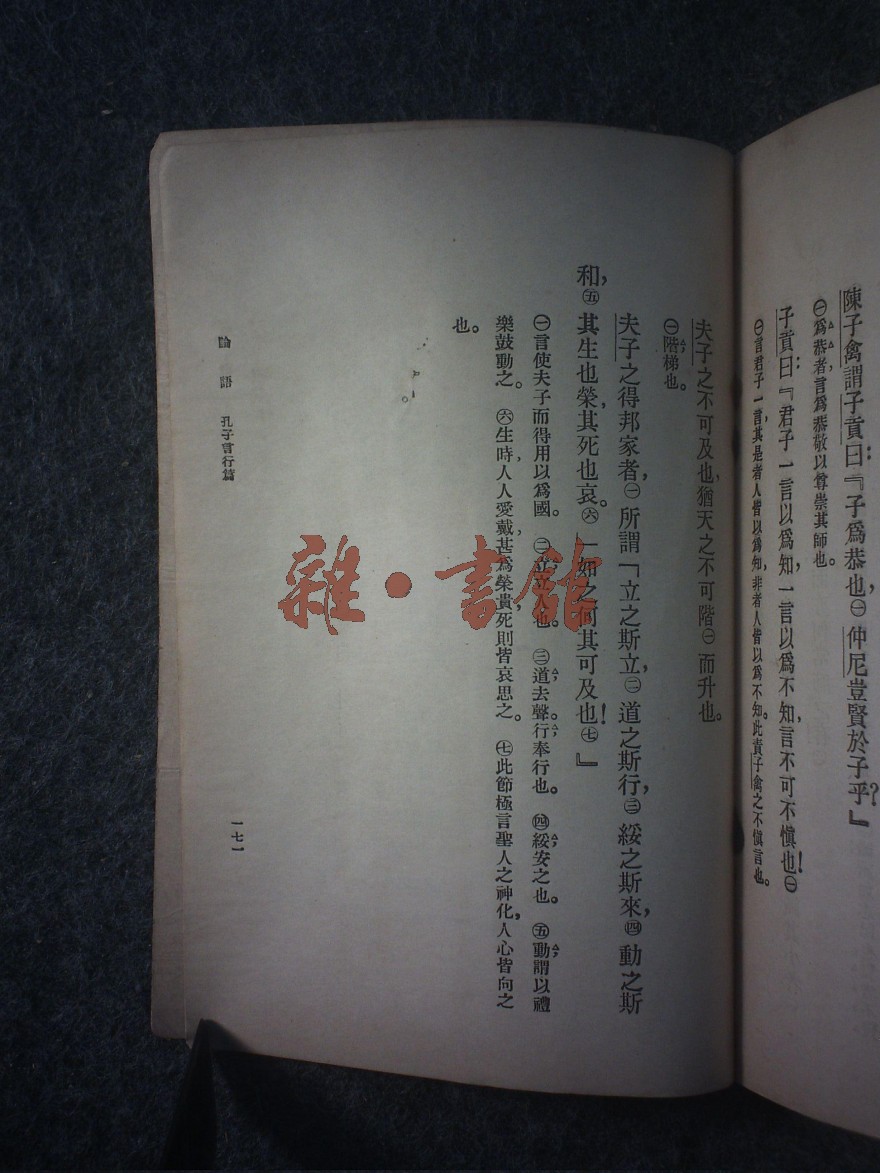 陳子禽謂子貢曰：『子爲恭也，㊀仲尼豈賢於子乎？』
㊀爲恭者，言爲恭敬以尊崇其師也。
子貢曰：『君子一言以爲知，一言以爲不知，言不可不愼也！㊀
㊀言君子一言，其是者人皆以爲知，非者人皆以爲不知。此責子禽之不愼言也。
夫子之不可及也，猶天之不可階㊀而升也。
㊀階，梯也。
夫子之得邦家者，㊀所謂「立之斯立，㊁道之斯行，㊂綏之斯來，㊃動之斯
和，㊄其生也榮，其死也哀。㊅一如之何其可及也！㊆』
㊀言使夫子而得用以爲國。㊁立，立也。㊂道，去聲。行，奉行也。㊃綏，安之也。㊄動，謂以禮
樂鼓動之。㊅生時，人人愛戴，甚爲榮貴，死則皆哀思之。㊆此節極言聖人之神化，人心皆向之
也。
論語 孔子言行篇
一七一
雜·書館